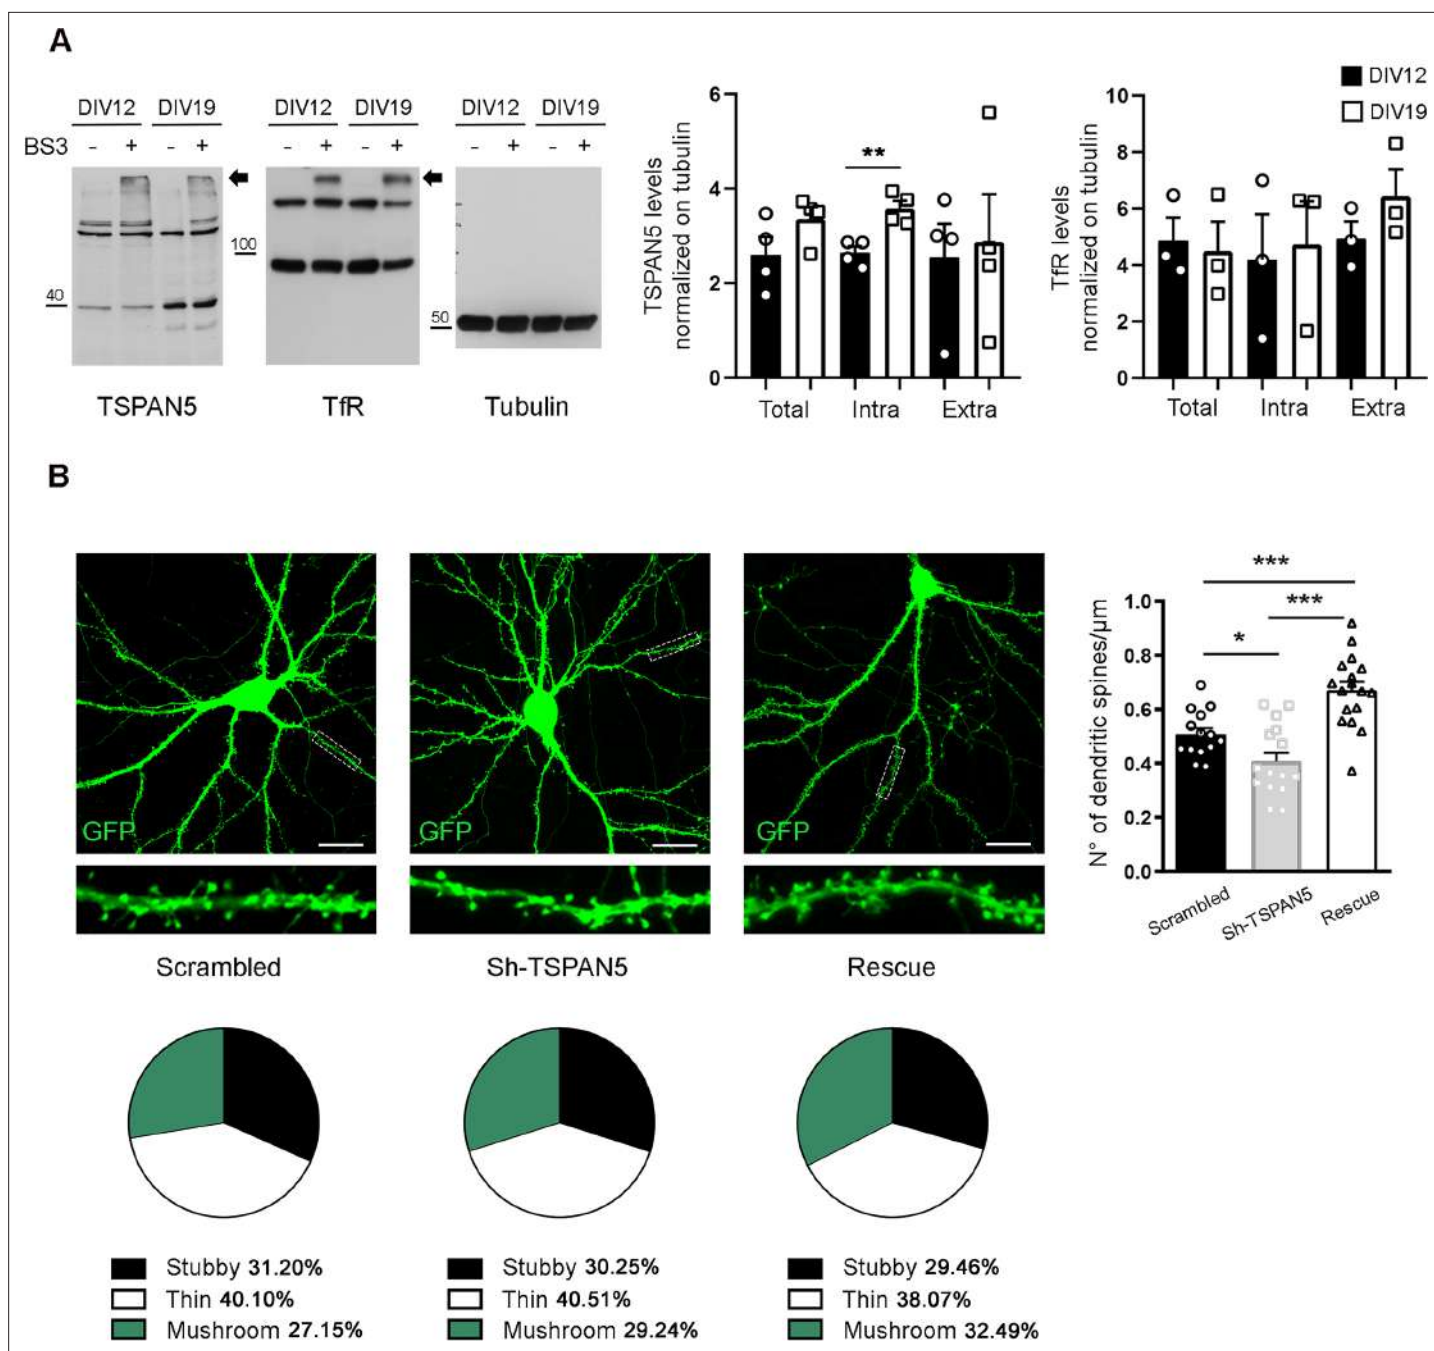 A
DIV12 DIV19 DIV12 DIV19 DIV12 DIV19
BS3 - + - + - + - + - + - +
100
40
50
TSPAN5 TfR Tubulin
TSPAN5 levels
normalized on tubulin
6
4
2
0
**
Total Intra Extra
TfR levels
normalized on tubulin
10
8
6
4
2
0
DIV12
DIV19
Total Intra Extra
B
GFP GFP GFP
Scrambled Sh-TSPAN5 Rescue
N° of dendritic spines/µm
1.0
0.8
0.6
0.4
0.2
0.0
***
***
*
Scrambled Sh-TSPAN5 Rescue
Stubby 31.20%
Thin 40.10%
Mushroom 27.15%
Stubby 30.25%
Thin 40.51%
Mushroom 29.24%
Stubby 29.46%
Thin 38.07%
Mushroom 32.49%